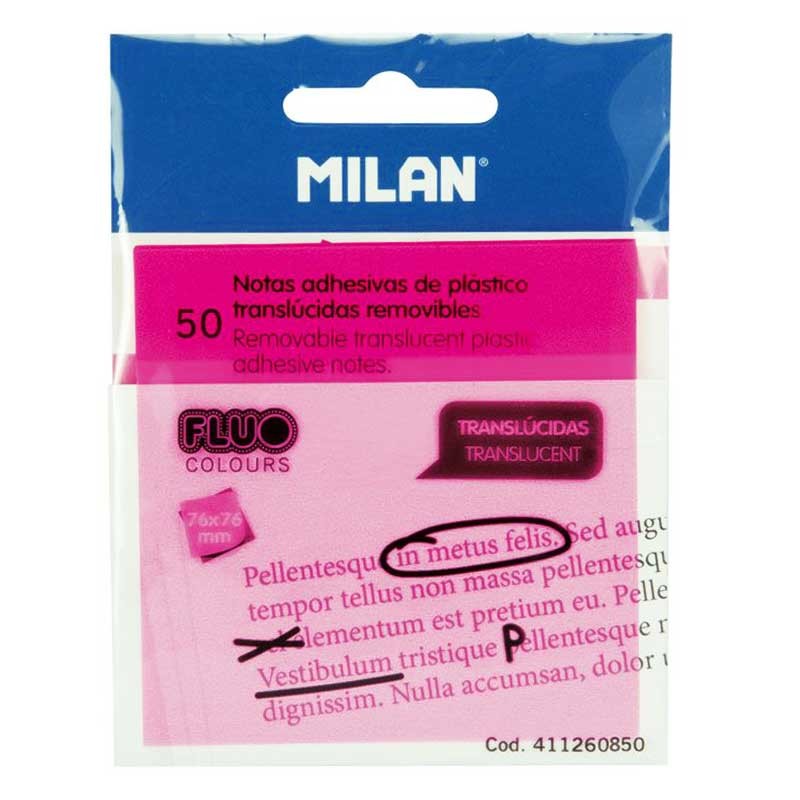 MILAN®
Notas adhesivas de plástico
50 translúcidas removibles
Removable translucent plastic
adhesive notes.
FLUO
COLOURS
TRANSLÚCIDAS
TRANSLUCENT
76x76
mm
Pellentesqu in metus felis. Sed augu
tempor tellus non massa pellentesqu
el elementum est pretium eu. Pelle
Vestibulum tristique Pellentesque r
dignissim. Nulla accumsan, dolor u
Cod. 411260850